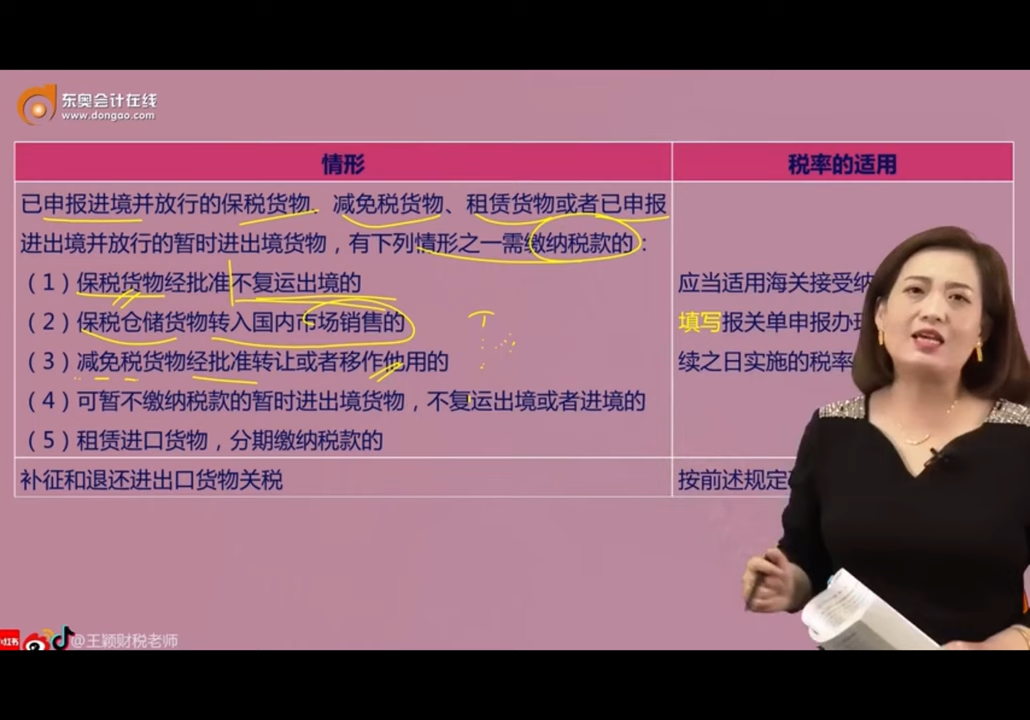 东奥会计在线
www.dongao.com
情形
税率的适用
已申报进境并放行的保税货物、减免税货物、租赁货物或者已申报
进出境并放行的暂时进出境货物，有下列情形之一需缴纳税款的：
（1）保税货物经批准不复运出境的
（2）保税仓储货物转入国内市场销售的
（3）减免税货物经批准转让或者移作他用的
（4）可暂不缴纳税款的暂时进出境货物，不复运出境或者进境的
（5）租赁进口货物，分期缴纳税款的
应当适用海关接受纳
填写报关单申报办理
续之日实施的税率
补征和退还进出口货物关税
按前述规定
@王颖财税老师